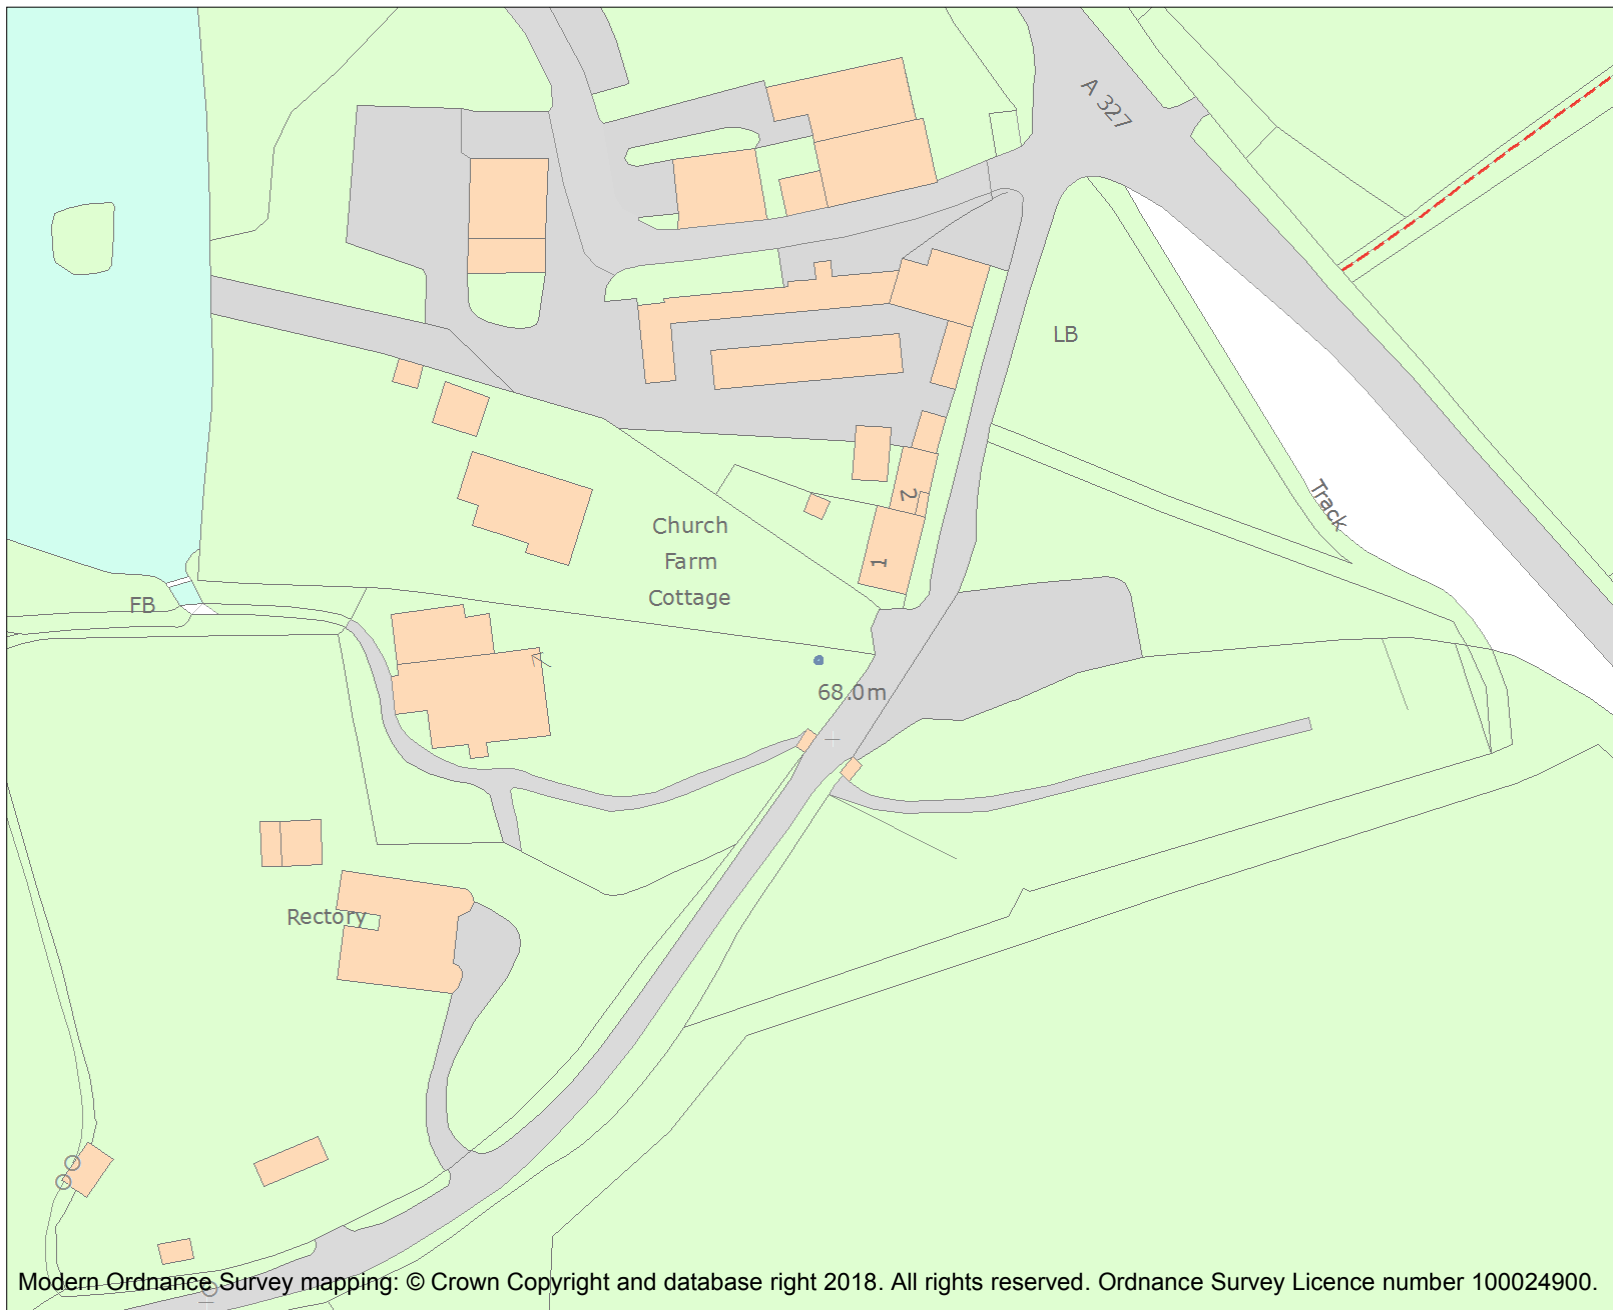 A 327
LB
2
Track
Church
Farm
Cottage
1
FB
68.0m
Rectory
Modern Ordnance Survey mapping: © Crown Copyright and database right 2018. All rights reserved. Ordnance Survey Licence number 100024900.